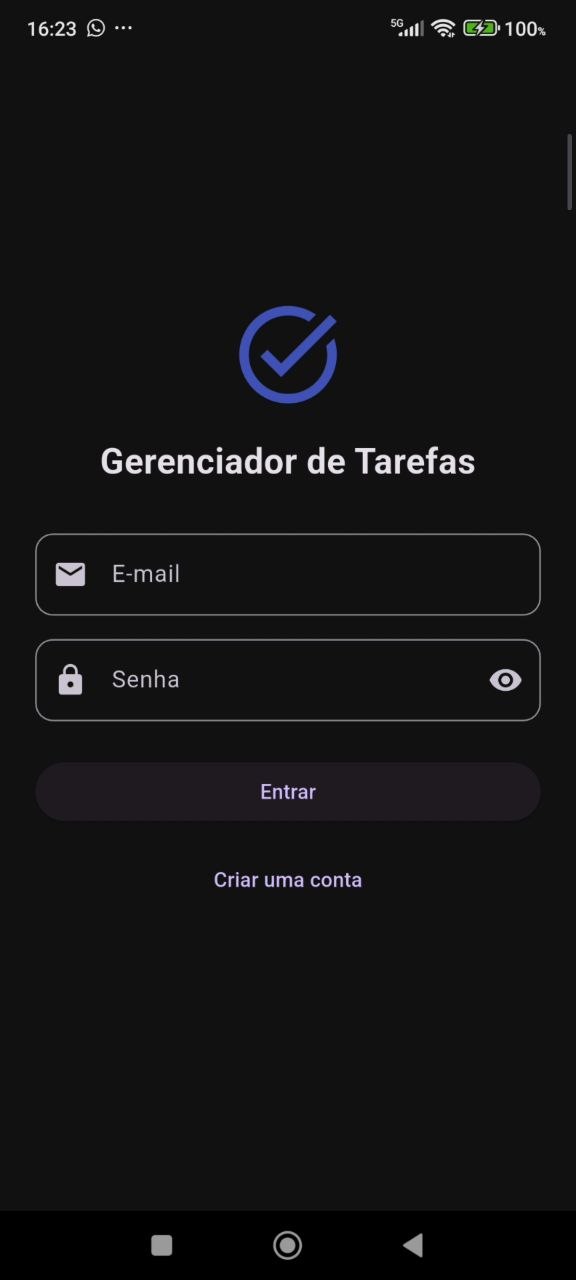 16:23 ... 5G 100%
Gerenciador de Tarefas
E-mail
Senha
Entrar
Criar uma conta